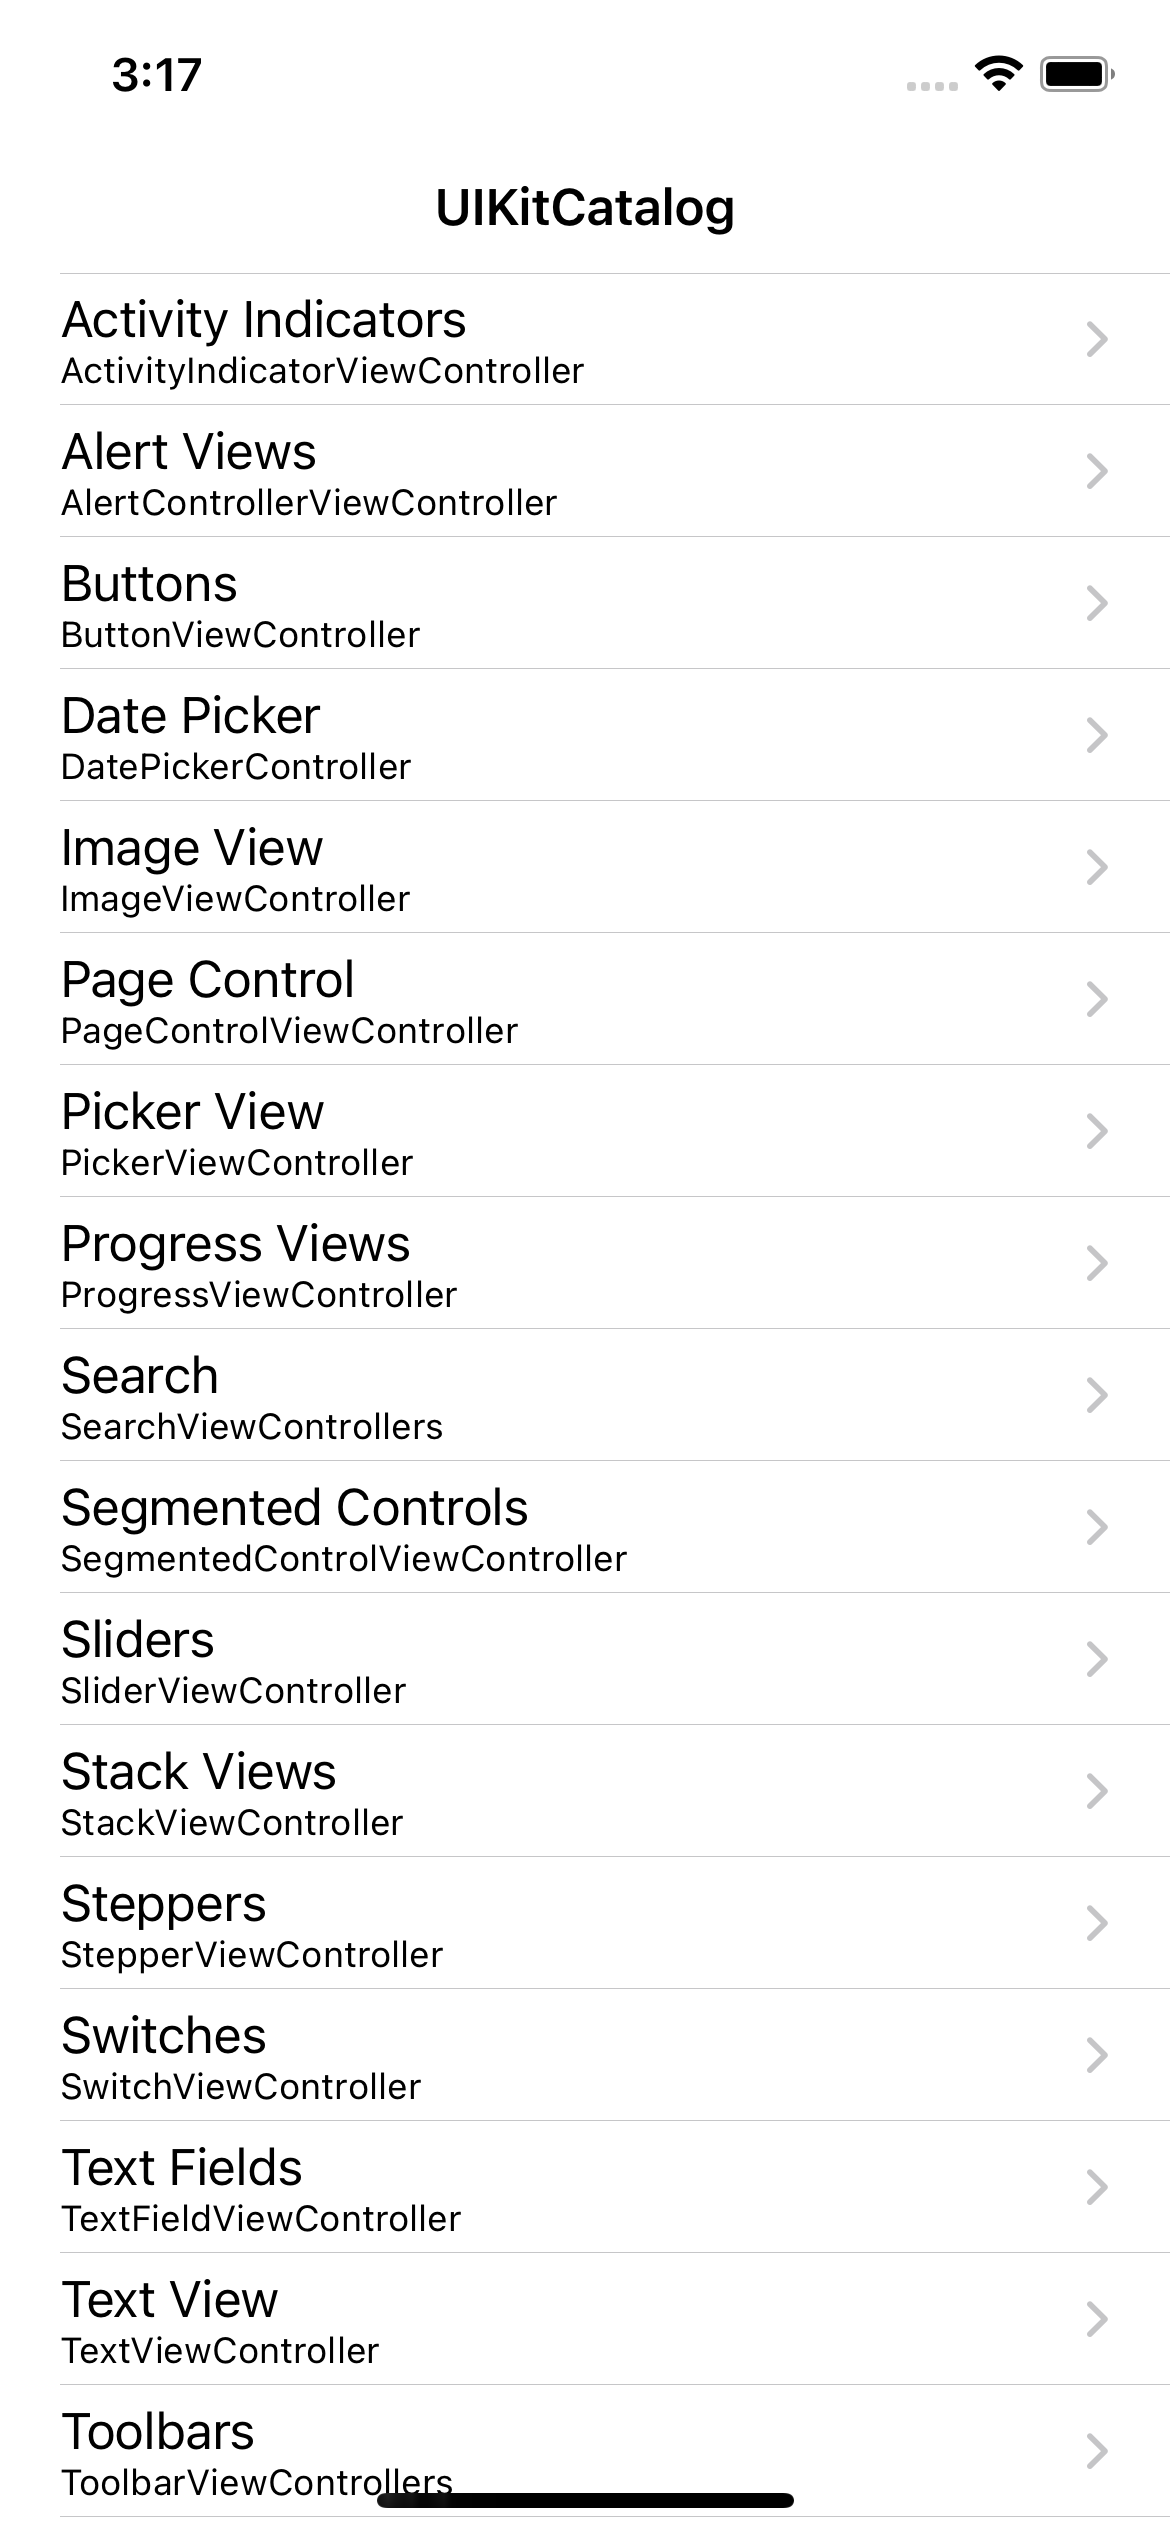 3:17
UIKitCatalog
Activity Indicators
ActivityIndicatorViewController
Alert Views
AlertControllerViewController
Buttons
ButtonViewController
Date Picker
DatePickerController
Image View
ImageViewController
Page Control
PageControlViewController
Picker View
PickerViewController
Progress Views
ProgressViewController
Search
SearchViewControllers
Segmented Controls
SegmentedControlViewController
Sliders
SliderViewController
Stack Views
StackViewController
Steppers
StepperViewController
Switches
SwitchViewController
Text Fields
TextFieldViewController
Text View
TextViewController
Toolbars
ToolbarViewControllers